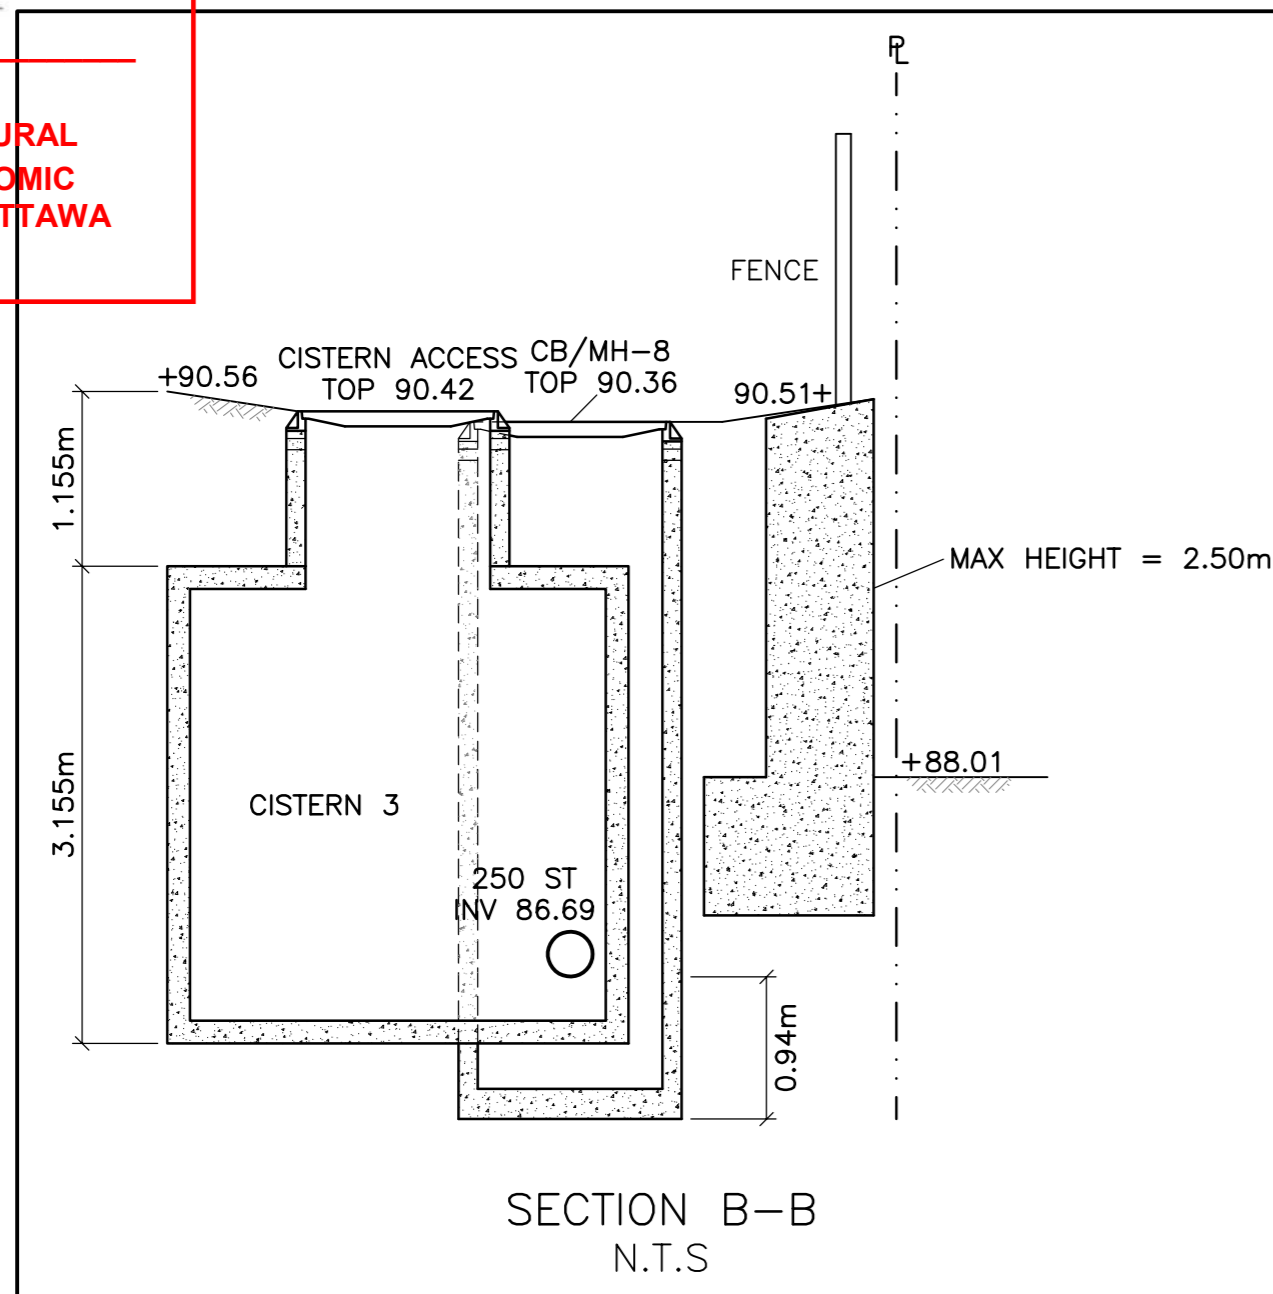 URAL
OMIC
TTAWA
℄
FENCE
CISTERN ACCESS
TOP 90.42
CB/MH-8
TOP 90.36
+90.56
90.51+
1.155m
MAX HEIGHT = 2.50m
+88.01
3.155m
CISTERN 3
250 ST
INV 86.69
0.94m
SECTION B-B
N.T.S